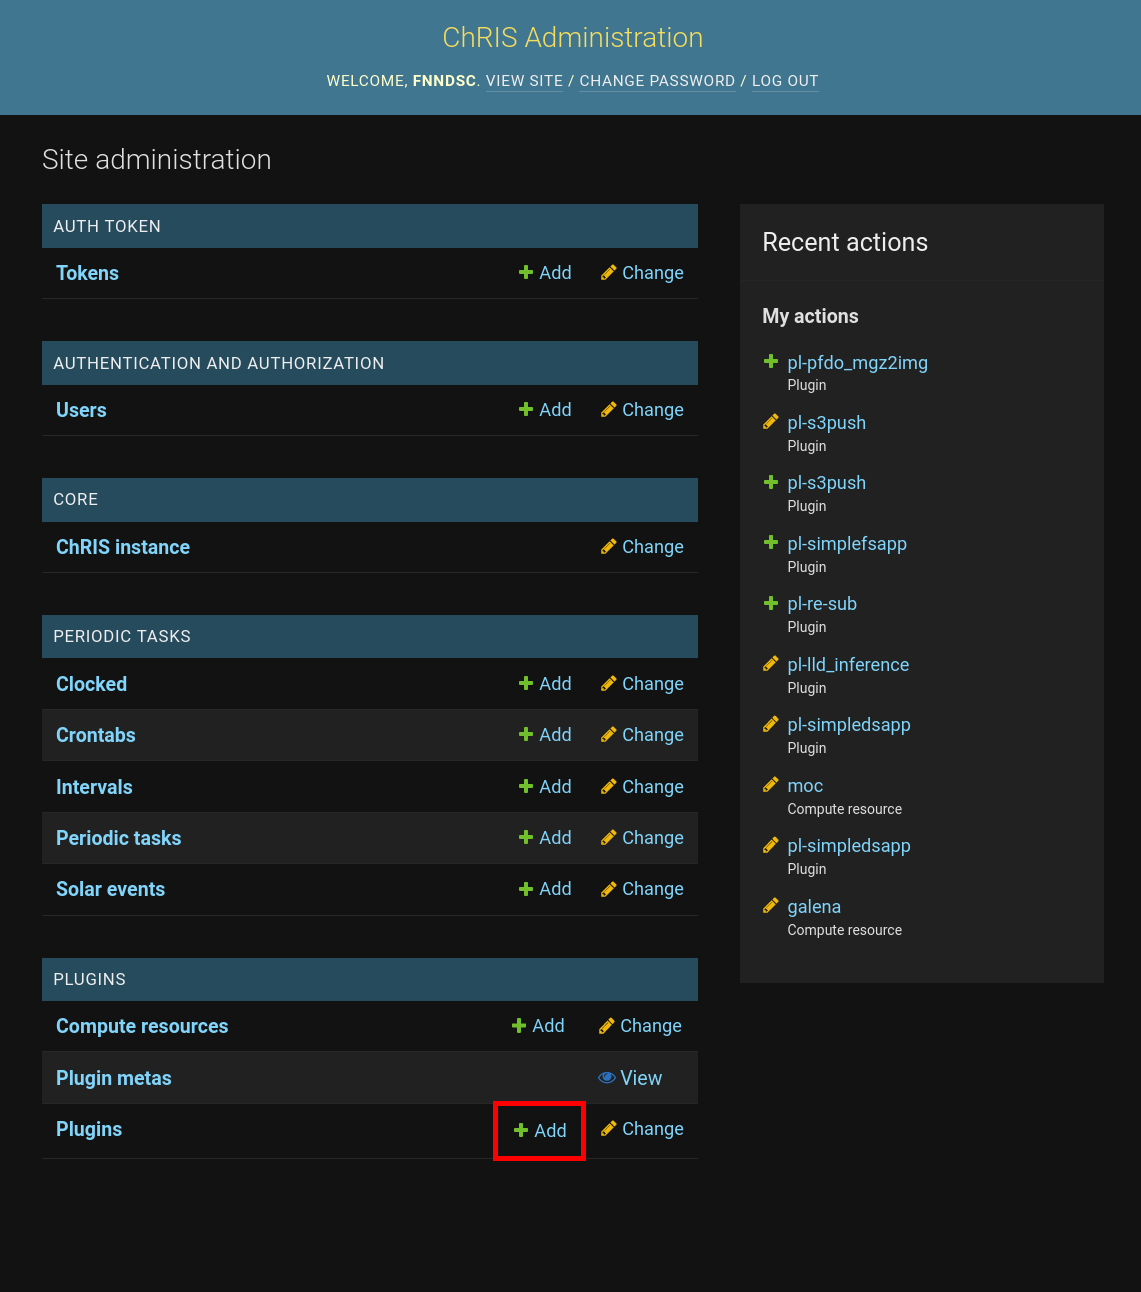 ChRIS Administration
WELCOME, FNNDSC. VIEW SITE / CHANGE PASSWORD / LOG OUT
Site administration
AUTH TOKEN
Tokens Add Change
AUTHENTICATION AND AUTHORIZATION
Users Add Change
CORE
ChRIS instance Change
PERIODIC TASKS
Clocked Add Change
Crontabs Add Change
Intervals Add Change
Periodic tasks Add Change
Solar events Add Change
PLUGINS
Compute resources Add Change
Plugin metas View
Plugins Add Change
Recent actions
My actions
pl-pfdo_mgz2img
Plugin
pl-s3push
Plugin
pl-s3push
Plugin
pl-simplefsapp
Plugin
pl-re-sub
Plugin
pl-lld_inference
Plugin
pl-simpledsapp
Plugin
moc
Compute resource
pl-simpledsapp
Plugin
galena
Compute resource